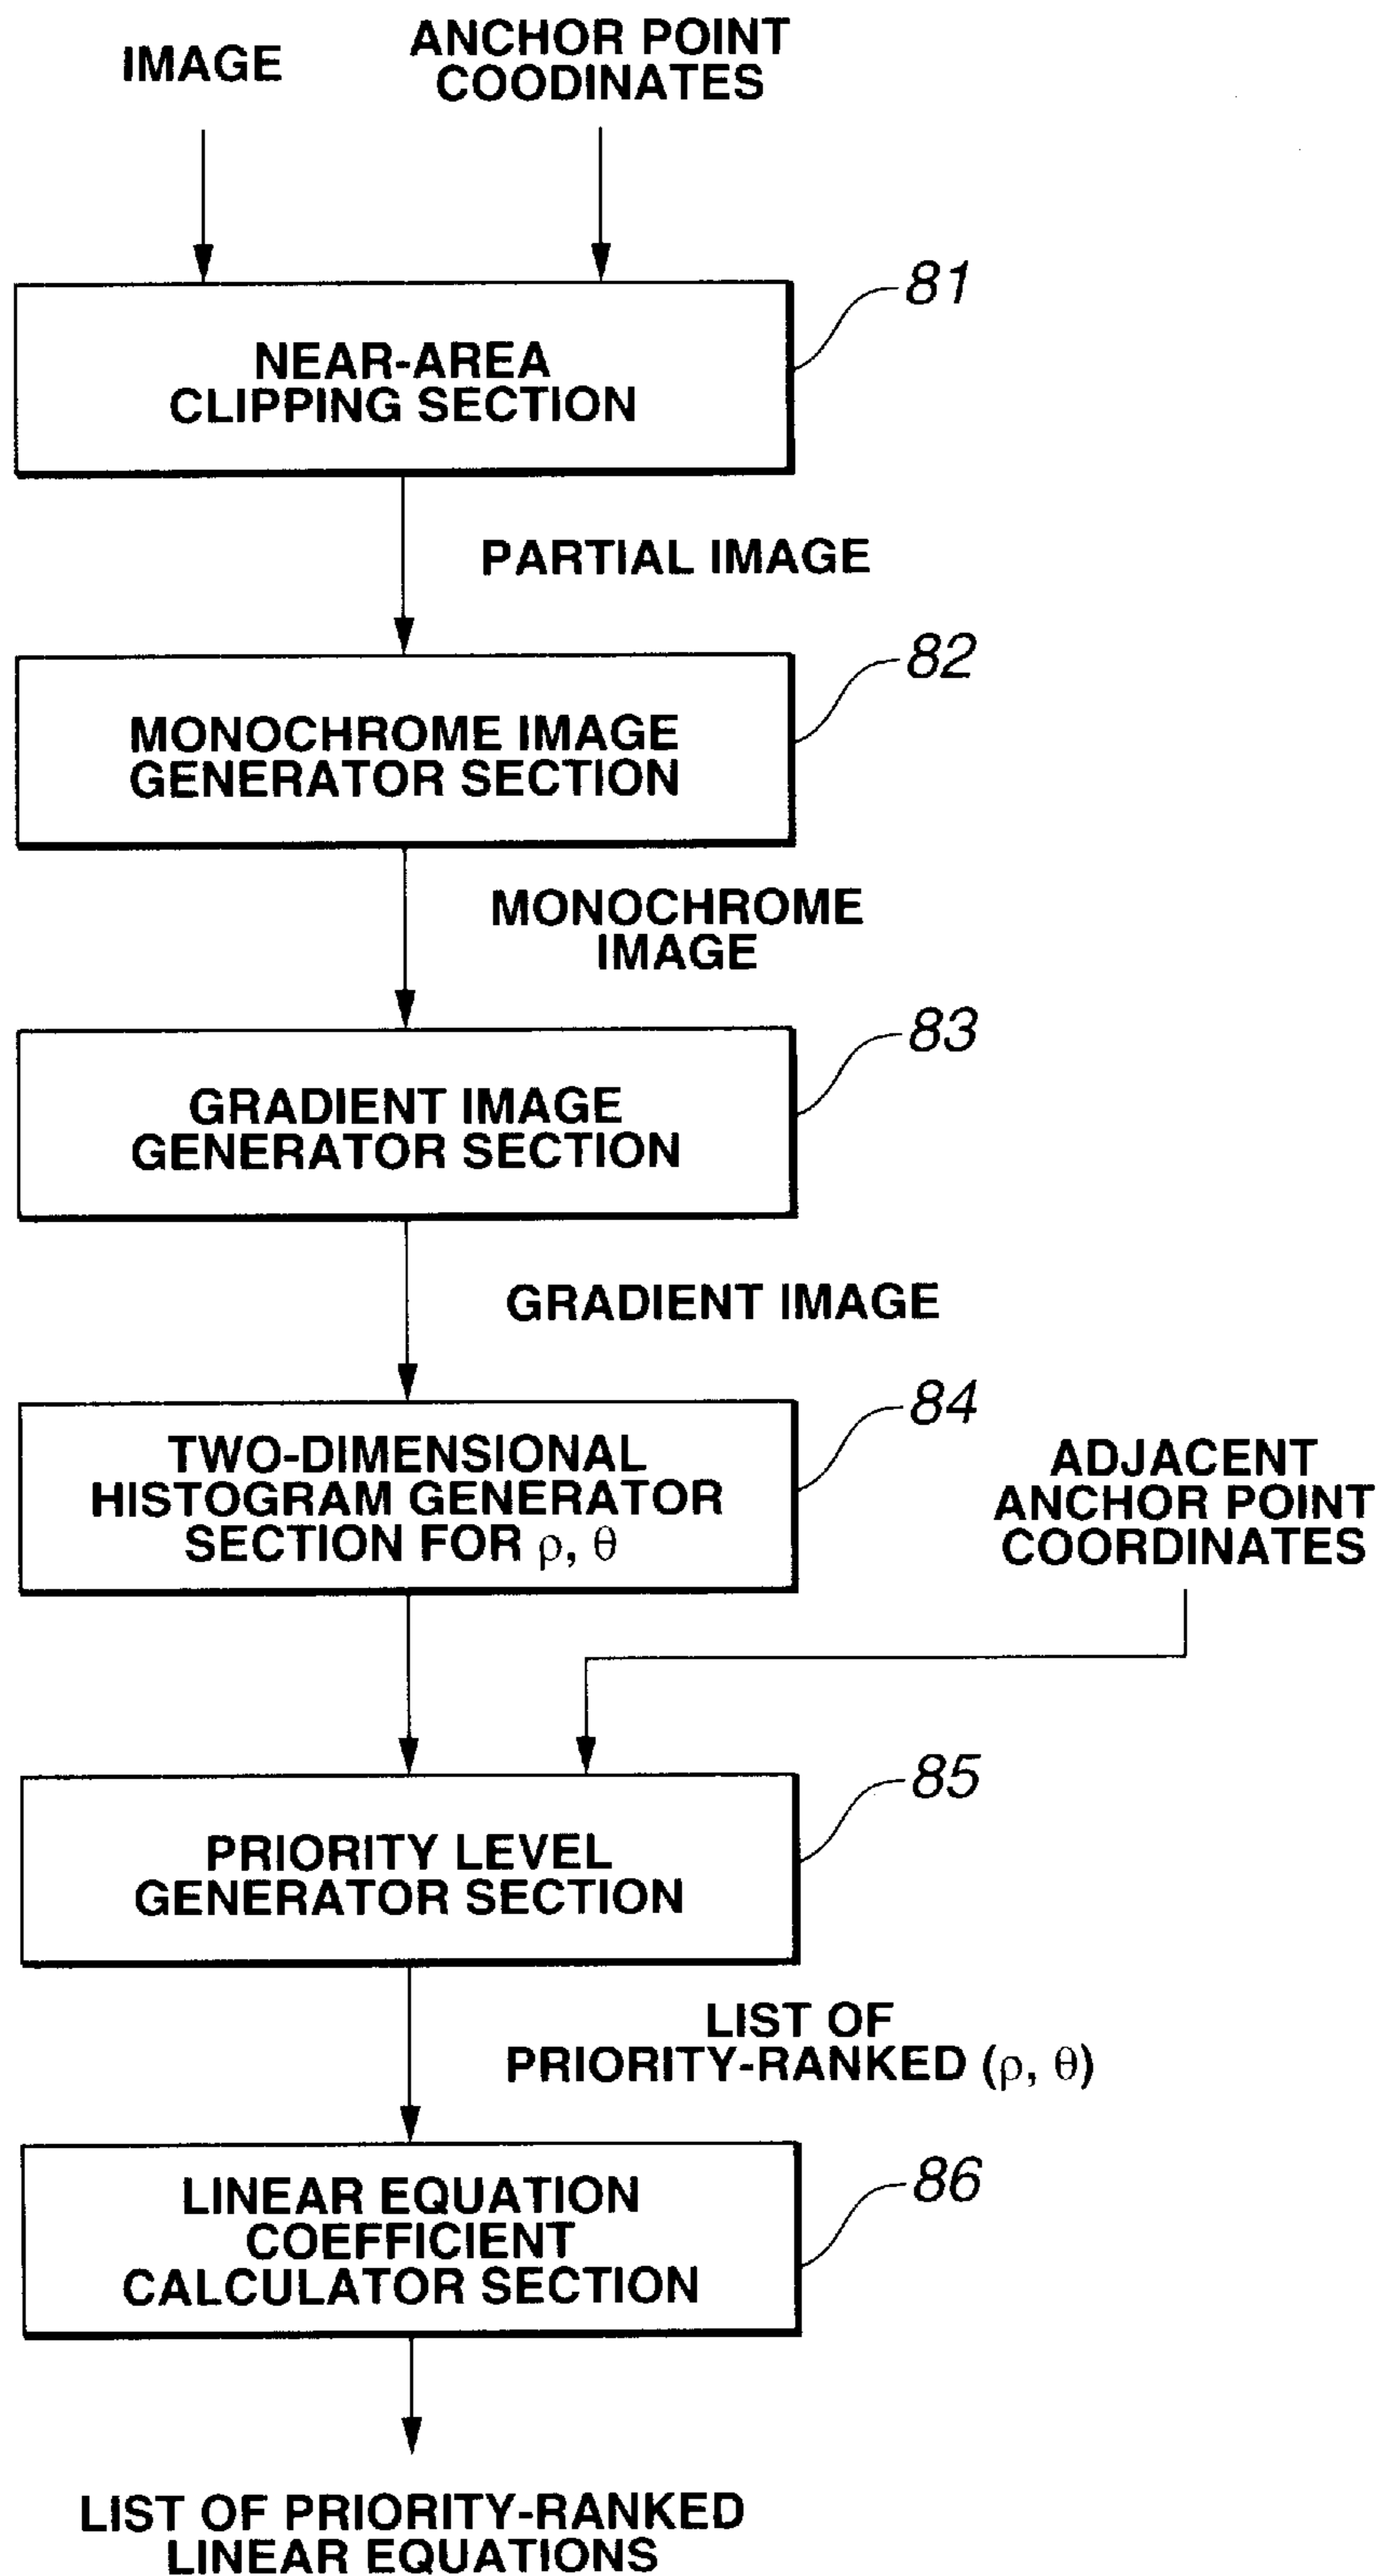 IMAGE
ANCHOR POINT
COODINATES
81
NEAR-AREA
CLIPPING SECTION
PARTIAL IMAGE
82
MONOCHROME IMAGE
GENERATOR SECTION
MONOCHROME
IMAGE
83
GRADIENT IMAGE
GENERATOR SECTION
GRADIENT IMAGE
84
TWO-DIMENSIONAL
HISTOGRAM GENERATOR
SECTION FOR ρ, θ
ADJACENT
ANCHOR POINT
COORDINATES
85
PRIORITY LEVEL
GENERATOR SECTION
LIST OF
PRIORITY-RANKED (ρ, θ)
86
LINEAR EQUATION
COEFFICIENT
CALCULATOR SECTION
LIST OF PRIORITY-RANKED
LINEAR EQUATIONS